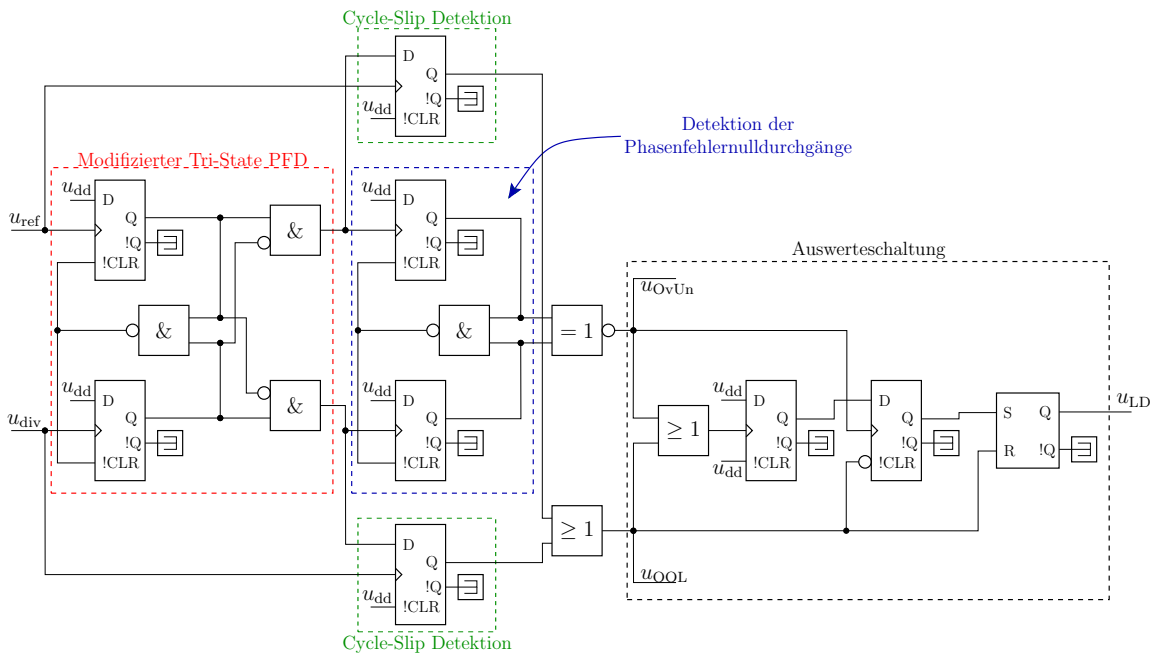 Cycle-Slip Detektion
D
Q
!Q
!CLR
u_dd
Detektion der
Phasenfehlernulldurchgänge
Modifizierter Tri-State PFD
u_dd
D
Q
!Q
!CLR
&
u_dd
D
Q
!Q
!CLR
u_ref
Auswerteschaltung
u_OvUn
&
&
= 1
u_dd
D
Q
!Q
!CLR
&
u_dd
D
Q
!Q
!CLR
u_div
≥ 1
u_dd
D
Q
!Q
!CLR
u_dd
D
Q
!Q
!CLR
S
Q
R
!Q
u_LD
≥ 1
u_OOL
D
Q
!Q
!CLR
u_dd
Cycle-Slip Detektion